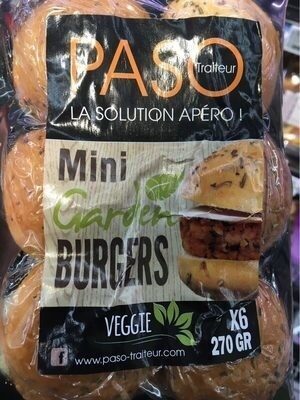 PASO
Traiteur
LA SOLUTION APÉRO !
Mini
Garden
BURGERS
VEGGIE
X6
270 GR
f
www.paso-traiteur.com